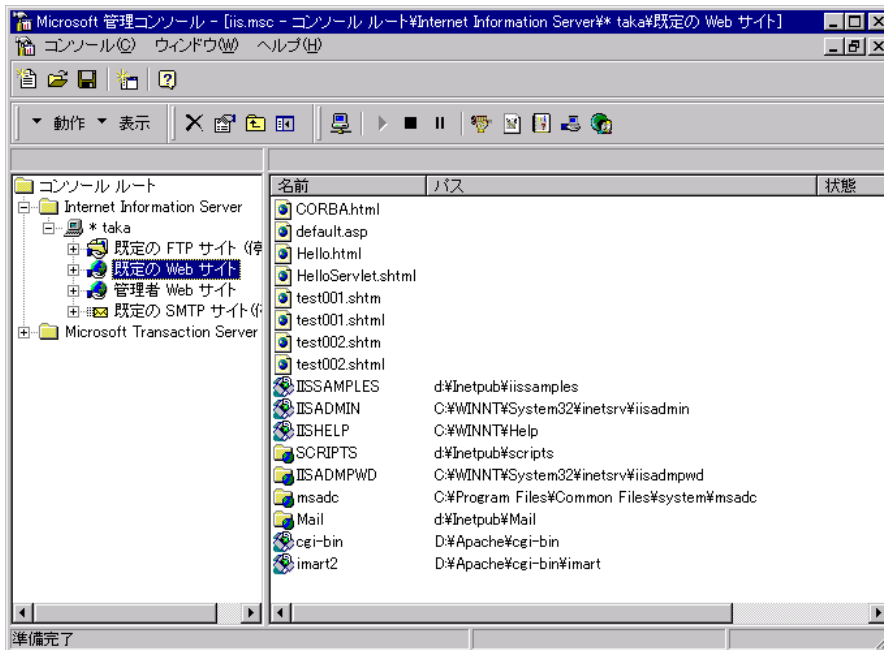 Microsoft 管理コンソール - [iis.msc - コンソール ルート¥Internet Information Server¥* taka¥既定の Web サイト]
コンソール(C) ウィンドウ(W) ヘルプ(H)
動作 表示
コンソール ルート
Internet Information Server
* taka
既定の FTP サイト (停
既定の Web サイト
管理者 Web サイト
既定の SMTP サイト(
Microsoft Transaction Server
名前 パス 状態
CORBA.html
default.asp
Hello.html
HelloServlet.shtml
test001.shtm
test001.shtml
test002.shtm
test002.shtml
IISSAMPLES d:¥Inetpub¥iissamples
IISADMIN C:¥WINNT¥System32¥inetsrv¥iisadmin
IISHELP C:¥WINNT¥Help
SCRIPTS d:¥Inetpub¥scripts
IISADMPWD C:¥WINNT¥System32¥inetsrv¥iisadmpwd
msadc C:¥Program Files¥Common Files¥system¥msadc
Mail d:¥Inetpub¥Mail
cgi-bin D:¥Apache¥cgi-bin
imart2 D:¥Apache¥cgi-bin¥imart
準備完了